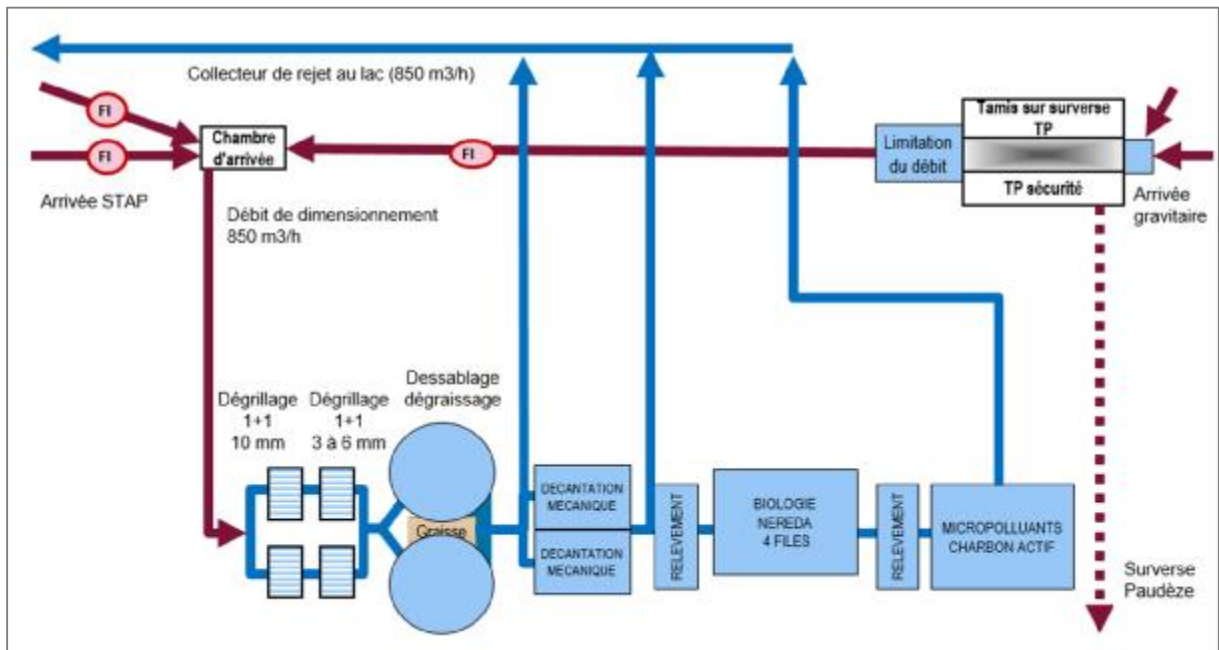 Collecteur de rejet au lac (850 m3/h)
FI
FI
Chambre
d'arrivée
FI
Limitation
du débit
Tamis sur surverse
TP
TP sécurité
Arrivée STAP
Arrivée
gravitaire
Débit de dimensionnement
850 m3/h
Dégrillage
1+1
10 mm
Dégrillage
1+1
3 à 6 mm
Dessablage
dégraissage
Graisse
DECANTATION
MECANIQUE
DECANTATION
MECANIQUE
RELEVEMENT
BIOLOGIE
NEREDA
4 FILES
RELEVEMENT
MICROPOLLUANTS
CHARBON ACTIF
Surverse
Paudèze